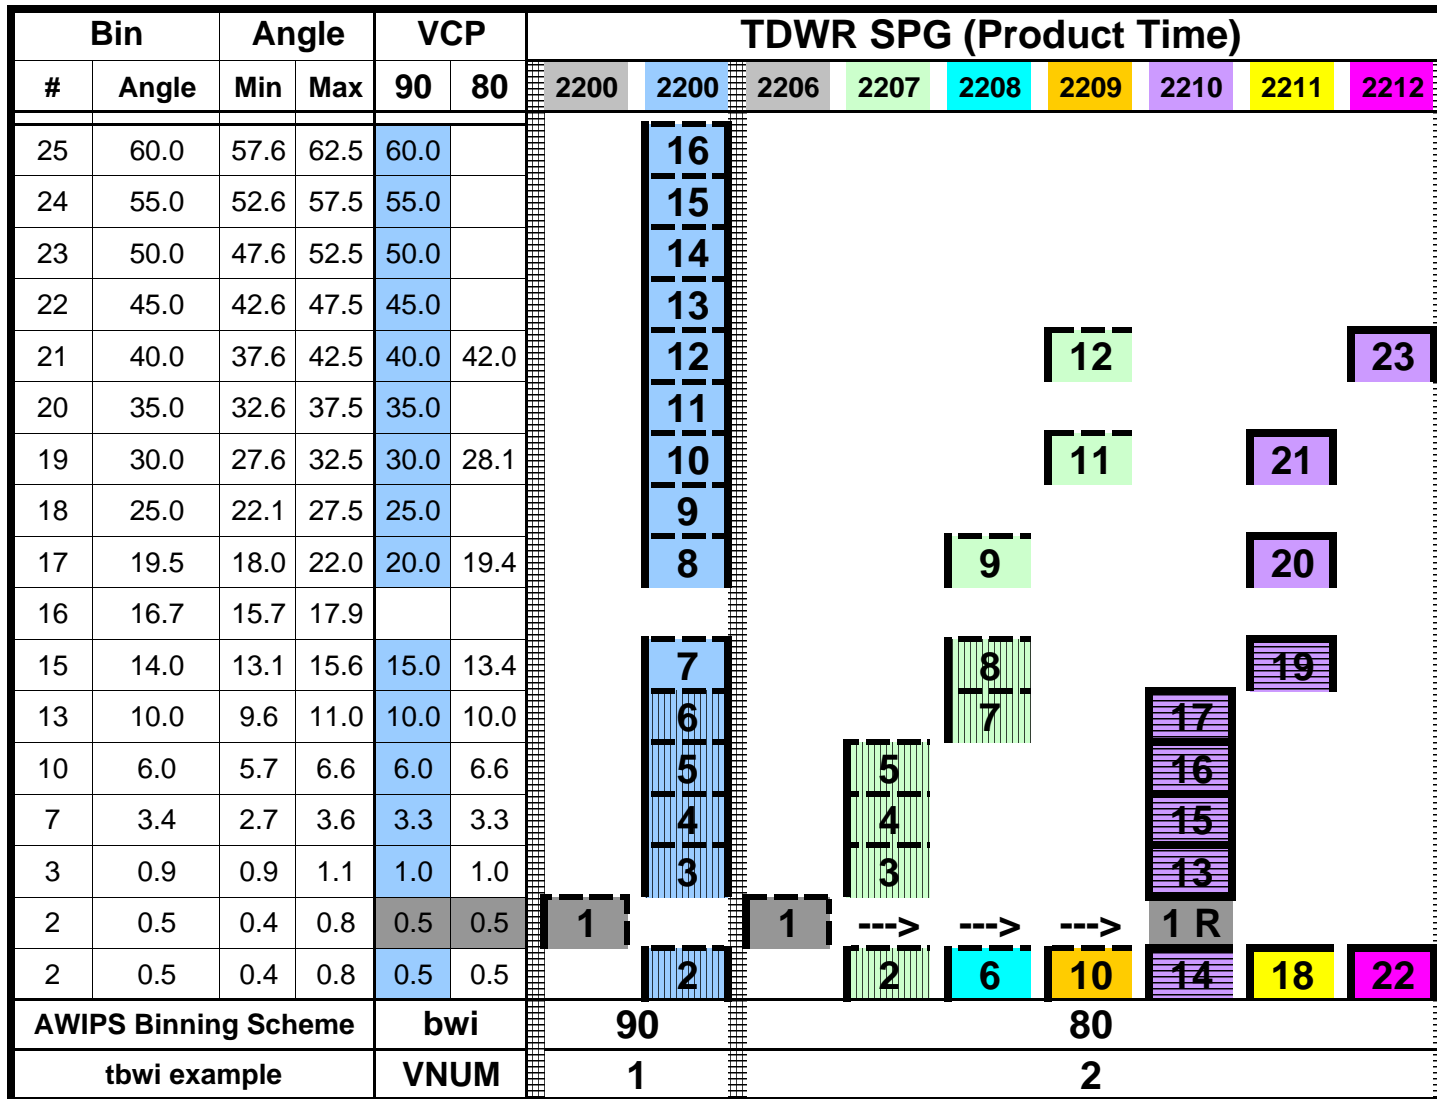 Bin Angle VCP TDWR SPG (Product Time)
# Angle Min Max 90 80 2200 2200 2206 2207 2208 2209 2210 2211 2212
25 60.0 57.6 62.5 60.0 16
24 55.0 52.6 57.5 55.0 15
23 50.0 47.6 52.5 50.0 14
22 45.0 42.6 47.5 45.0 13
21 40.0 37.6 42.5 40.0 42.0 12 12 23
20 35.0 32.6 37.5 35.0 11
19 30.0 27.6 32.5 30.0 28.1 10 11 21
18 25.0 22.1 27.5 25.0 9
17 19.5 18.0 22.0 20.0 19.4 8 9 20
16 16.7 15.7 17.9
15 14.0 13.1 15.6 15.0 13.4 7 8 19
13 10.0 9.6 11.0 10.0 10.0 6 7 17
10 6.0 5.7 6.6 6.0 6.6 5 5 16
7 3.4 2.7 3.6 3.3 3.3 4 4 15
3 0.9 0.9 1.1 1.0 1.0 3 3 13
2 0.5 0.4 0.8 0.5 0.5 1 1 ---> ---> ---> 1 R
2 0.5 0.4 0.8 0.5 0.5 2 2 6 10 14 18 22
AWIPS Binning Scheme bwi 90 80
tbwi example VNUM 1 2